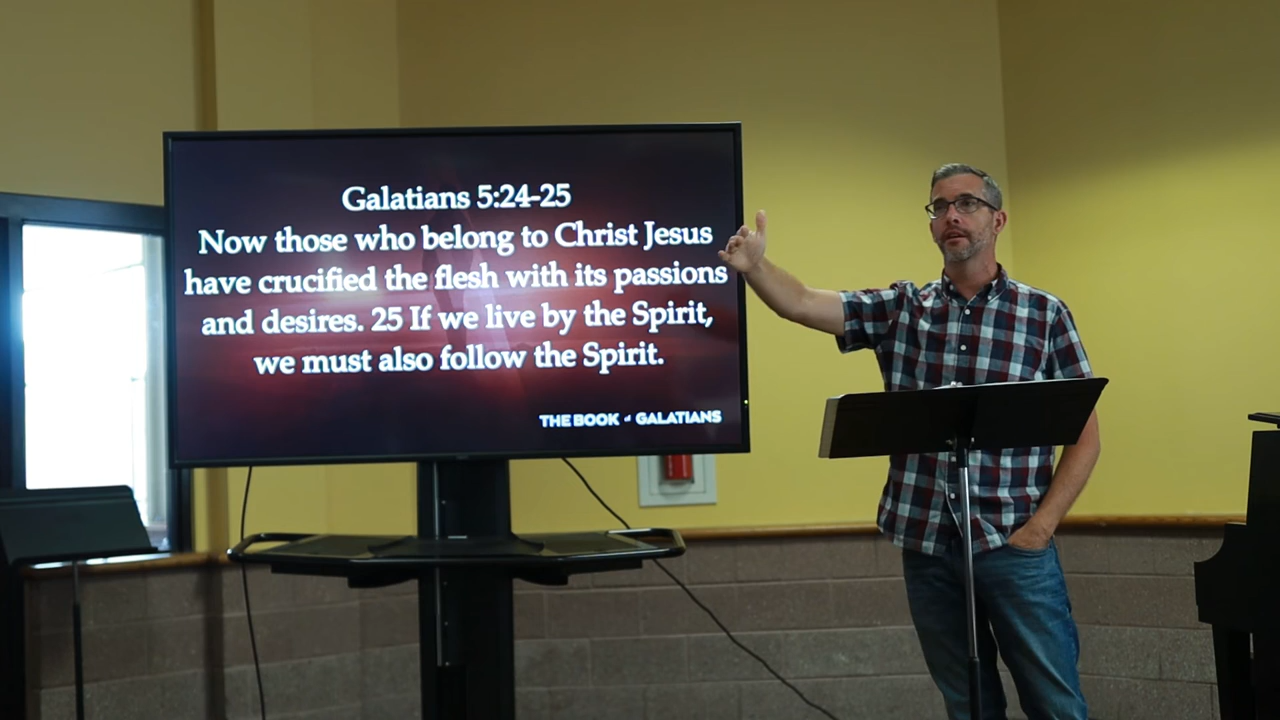 Galatians 5:24-25
Now those who belong to Christ Jesus
have crucified the flesh with its passions
and desires. 25 If we live by the Spirit,
we must also follow the Spirit.
THE BOOK of GALATIANS